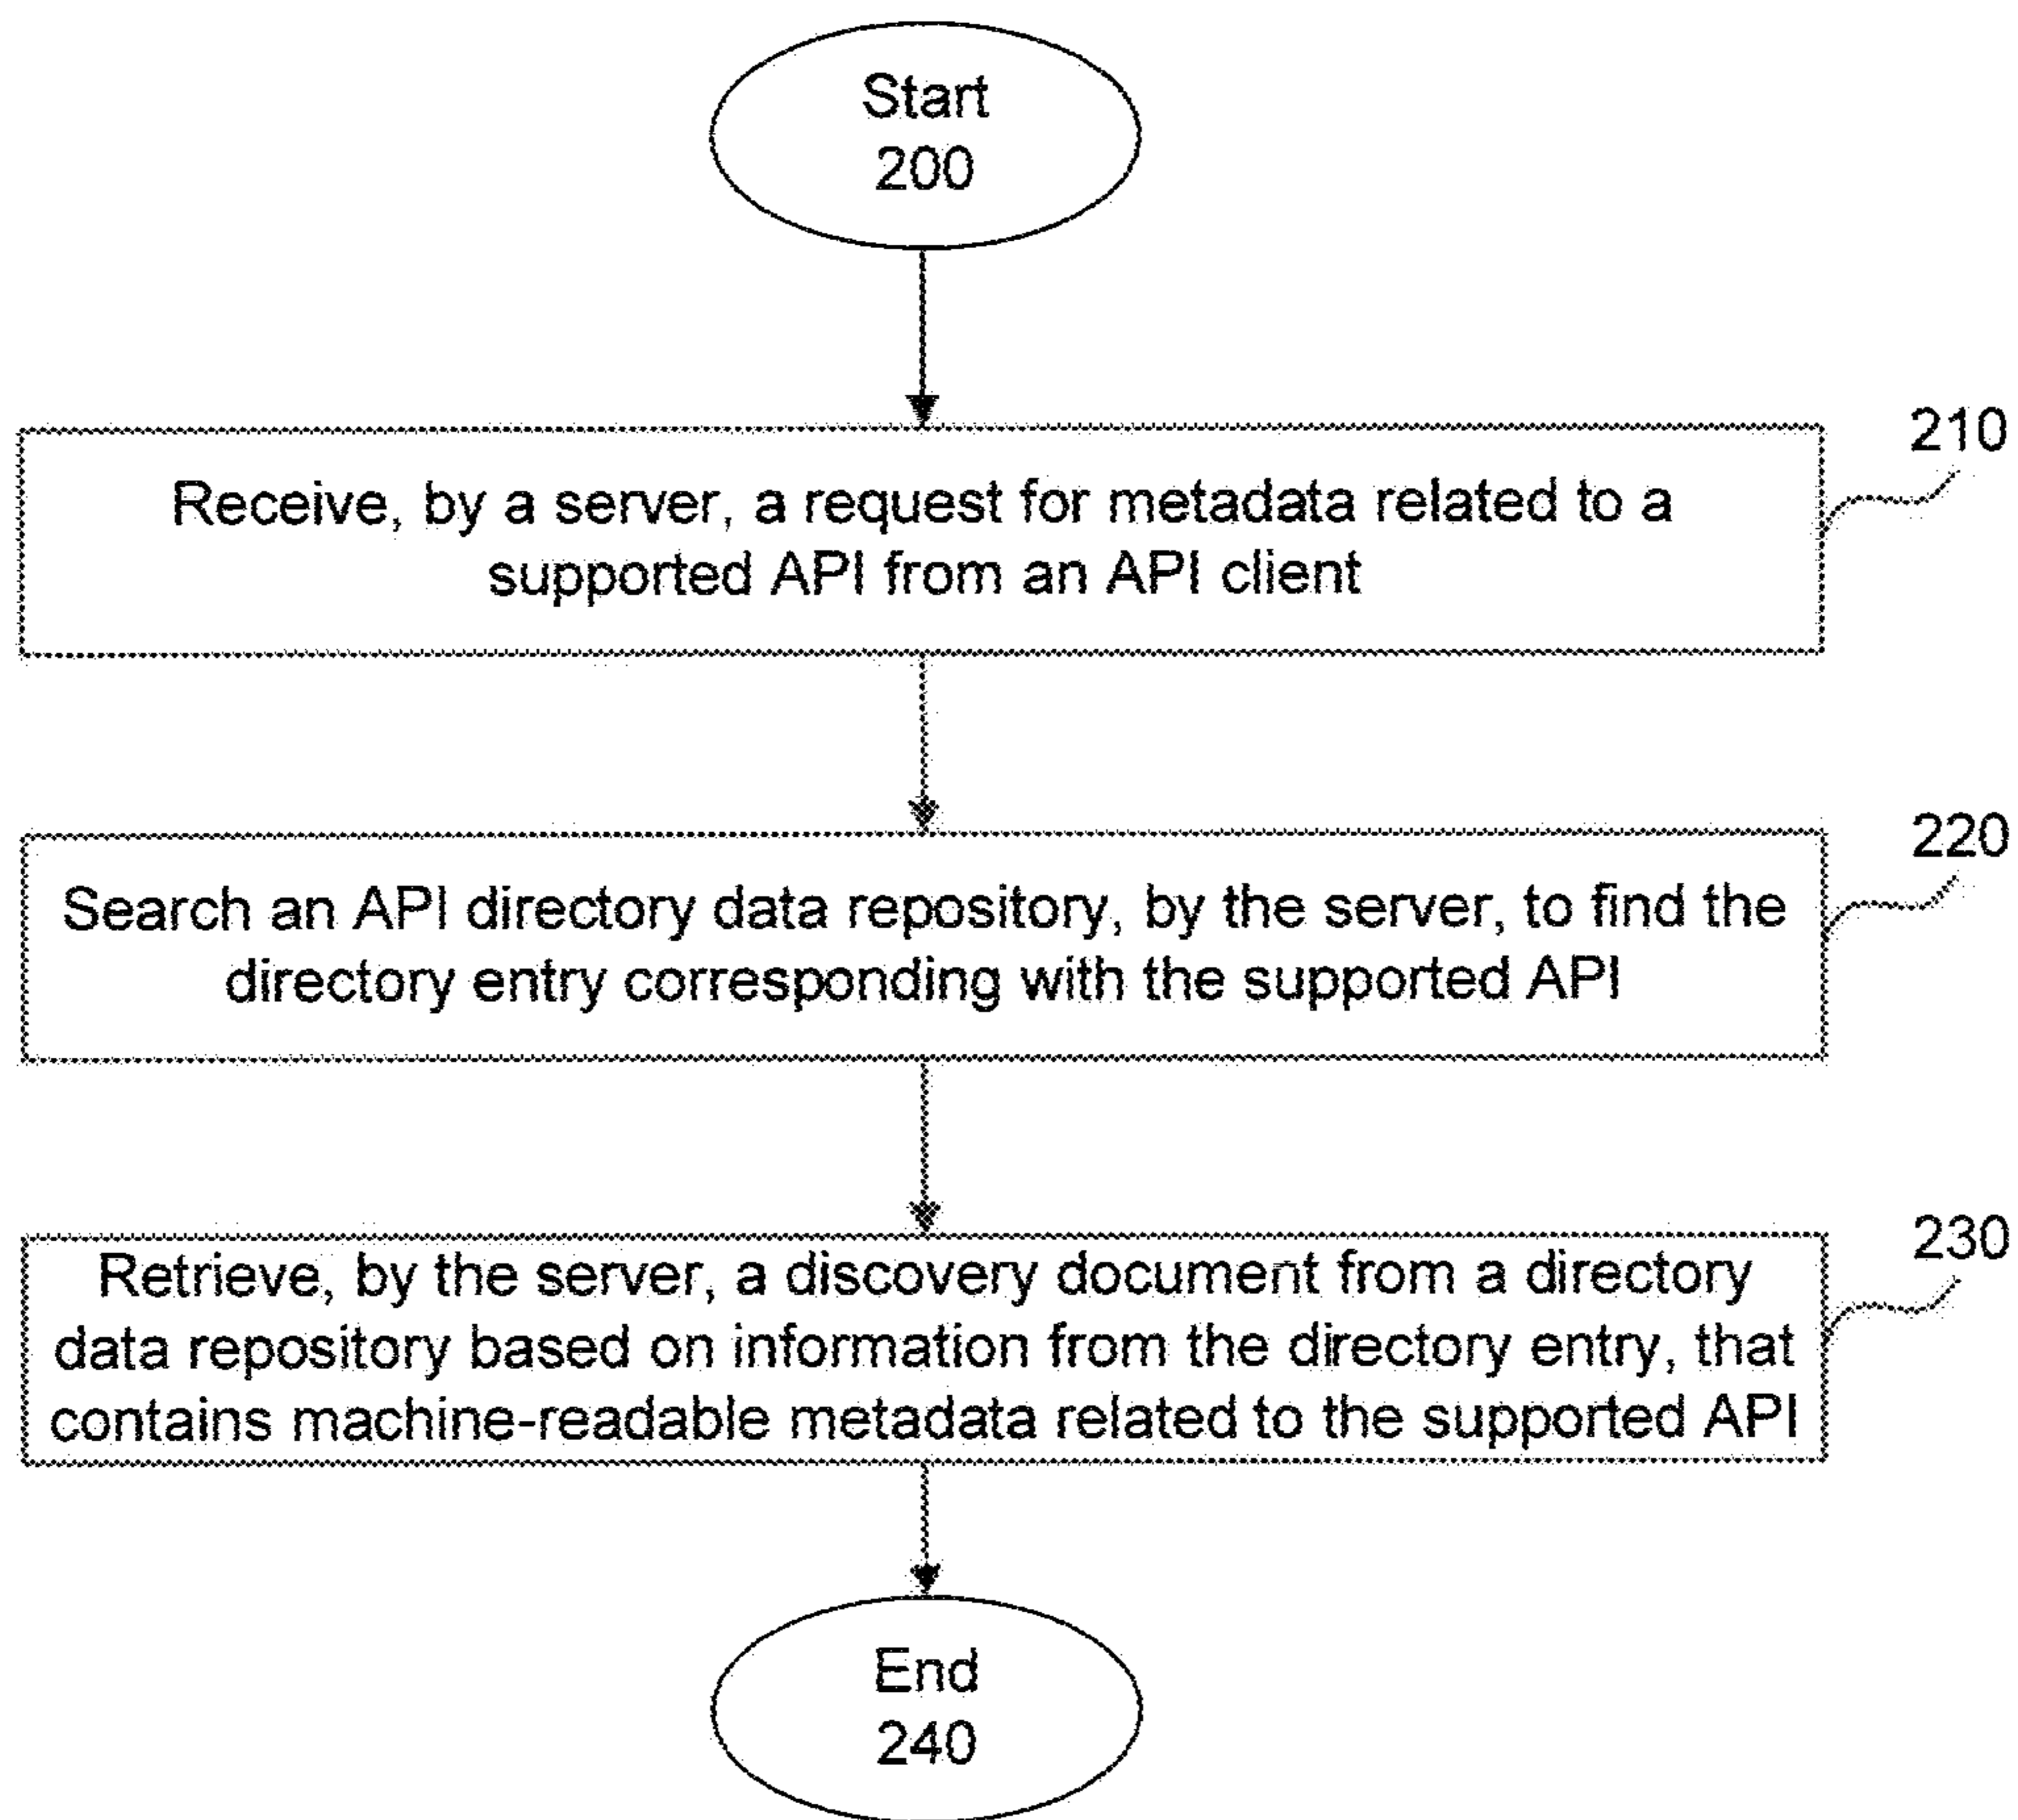 Start
200
210
Receive, by a server, a request for metadata related to a
supported API from an API client
220
Search an API directory data repository, by the server, to find the
directory entry corresponding with the supported API
230
Retrieve, by the server, a discovery document from a directory
data repository based on information from the directory entry, that
contains machine-readable metadata related to the supported API
End
240